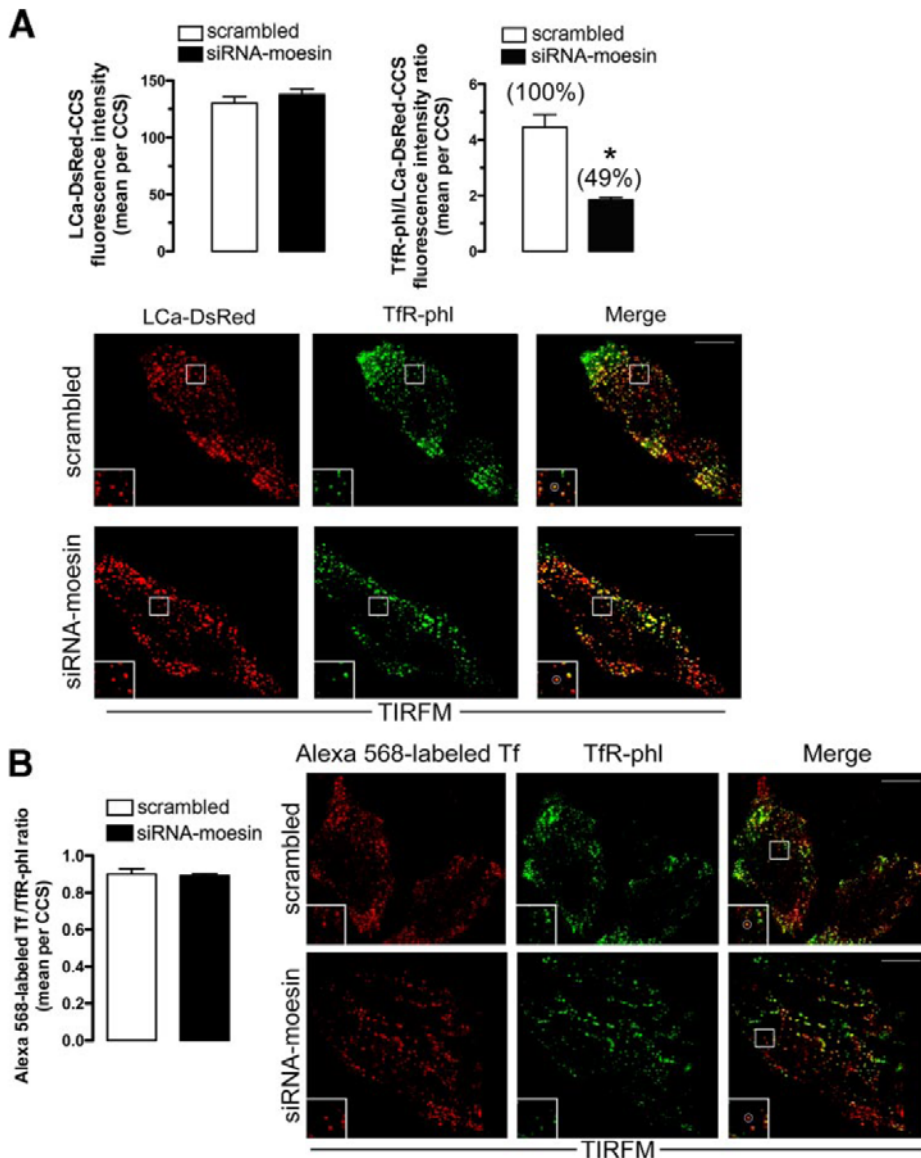 A
scrambled
siRNA-moesin
LCa-DsRed-CCS
fluorescence intensity
(mean per CCS)
150
100
50
0
scrambled
siRNA-moesin
TfR-phl/LCa-DsRed-CCS
fluorescence intensity ratio
(mean per CCS)
6
4
2
0
(100%)
*
(49%)
LCa-DsRed
TfR-phl
Merge
scrambled
siRNA-moesin
TIRFM
B
scrambled
siRNA-moesin
Alexa 568-labeled Tf /TfR-phl ratio
(mean per CCS)
1.0
0.8
0.6
0.4
0.2
0.0
Alexa 568-labeled Tf
TfR-phl
Merge
scrambled
siRNA-moesin
TIRFM